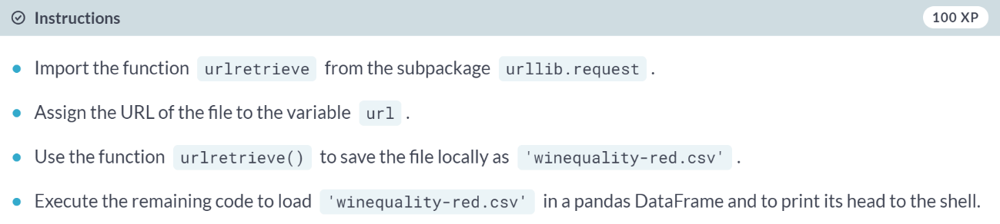 Instructions 100 XP
Import the function urlretrieve from the subpackage urllib.request .
Assign the URL of the file to the variable url .
Use the function urlretrieve() to save the file locally as 'winequality-red.csv' .
Execute the remaining code to load 'winequality-red.csv' in a pandas DataFrame and to print its head to the shell.